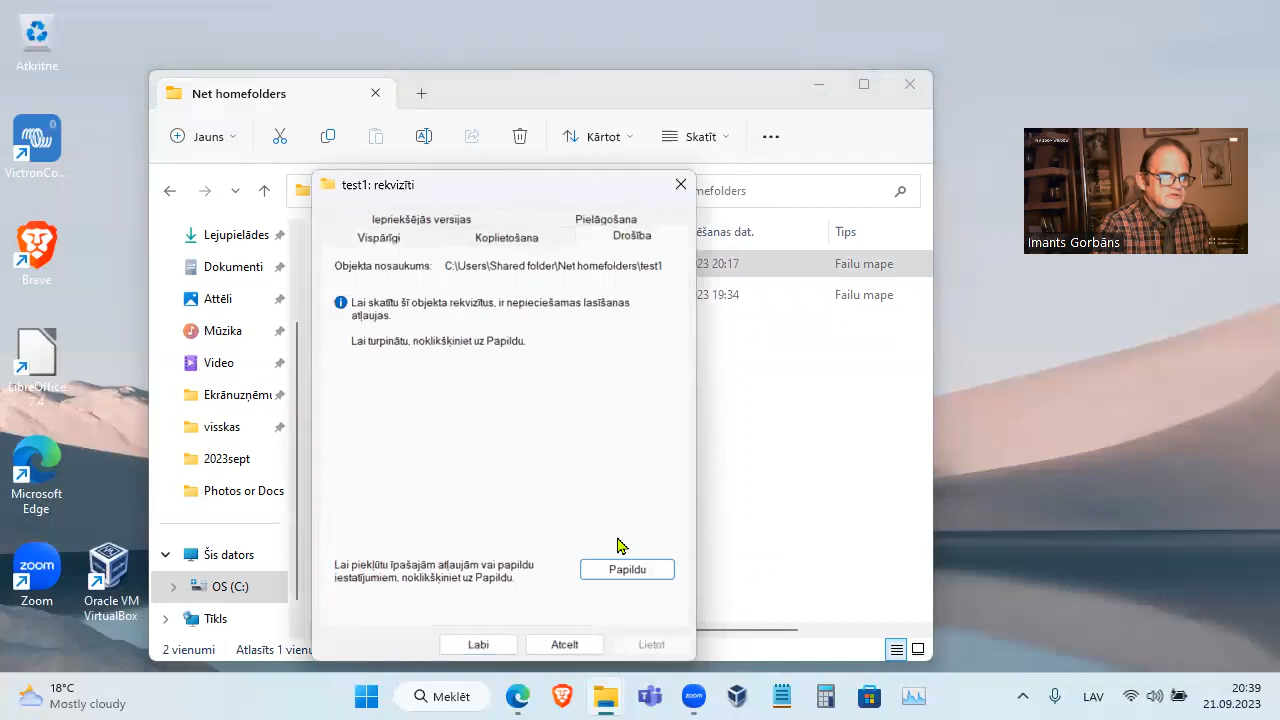 Atkritne
VictronCo...
Brave
LibreOffice
7.4
Microsoft
Edge
Zoom
Oracle VM
VirtualBox
zoom
Net homefolders
Jauns
Kārtot
Skatīt
mefolders
Lejupielādes
Dokumenti
Attēli
Mūzika
Video
Ekrānuzņēmu
visskas
2023sept
Photos or Docs
Šis dators
OS (C:)
Tīkls
2 vienumi
Atlasīts 1 vienu
ēšanas dat.
Tips
23 20:17
Failu mape
23 19:34
Failu mape
test1: rekvizīti
Iepriekšējās versijas
Pielāgošana
Vispārīgi
Koplietošana
Drošība
Objekta nosaukums: C:\Users\Shared folder\Net homefolders\test1
Lai skatītu šī objekta rekvizītus, ir nepieciešamas lasīšanas
atļaujas.
Lai turpinātu, noklikšķiniet uz Papildu.
Lai piekļūtu īpašajām atļaujām vai papildu
iestatījumiem, noklikšķiniet uz Papildu.
Papildu
Labi
Atcelt
Lietot
Imants Gorbāns
18°C
Mostly cloudy
Meklēt
zoom
LAV
20:39
21.09.2023